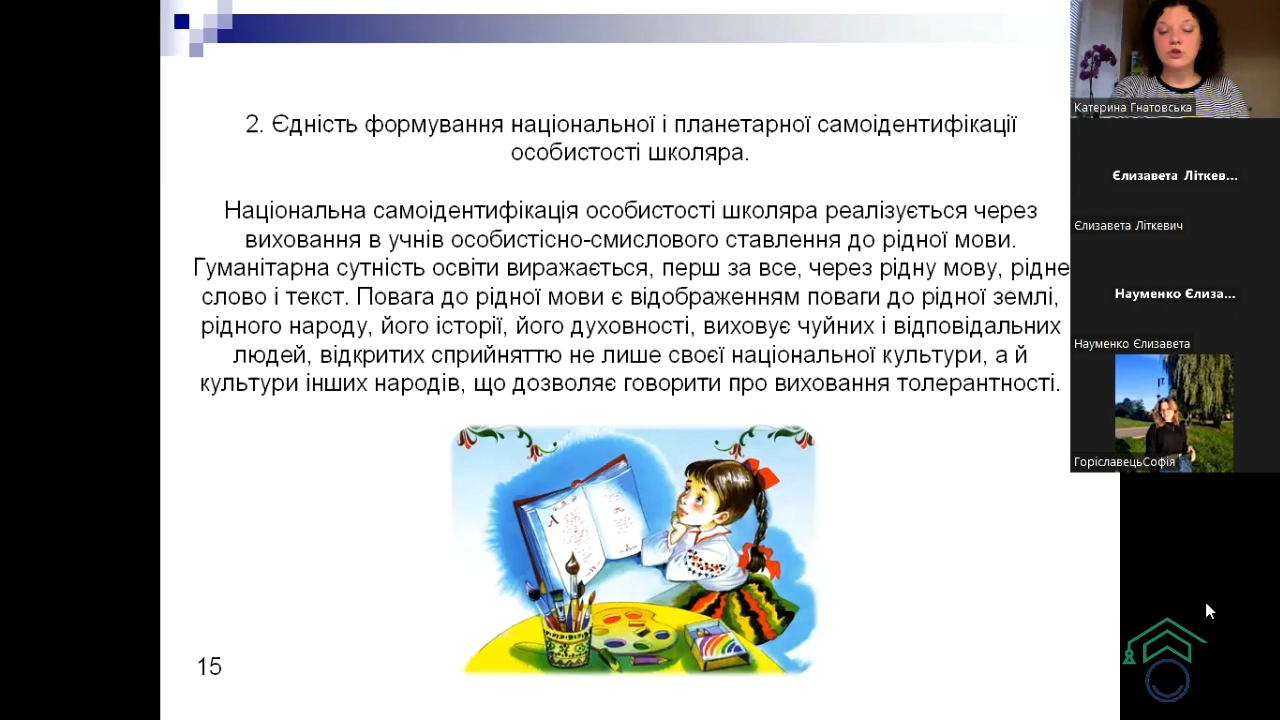 2. Єдність формування національної і планетарної самоідентифікації
особистості школяра.
Національна самоідентифікація особистості школяра реалізується через
виховання в учнів особистісно-смислового ставлення до рідної мови.
Гуманітарна сутність освіти виражається, перш за все, через рідну мову, рідне
слово і текст. Повага до рідної мови є відображенням поваги до рідної землі,
рідного народу, його історії, його духовності, виховує чуйних і відповідальних
людей, відкритих сприйняттю не лише своєї національної культури, а й
культури інших народів, що дозволяє говорити про виховання толерантності.
15
Катерина Гнатовська
Єлизавета Літкев...
Єлизавета Літкевич
Науменко Єлиза...
Науменко Єлизавета
ГоріславецьСофія